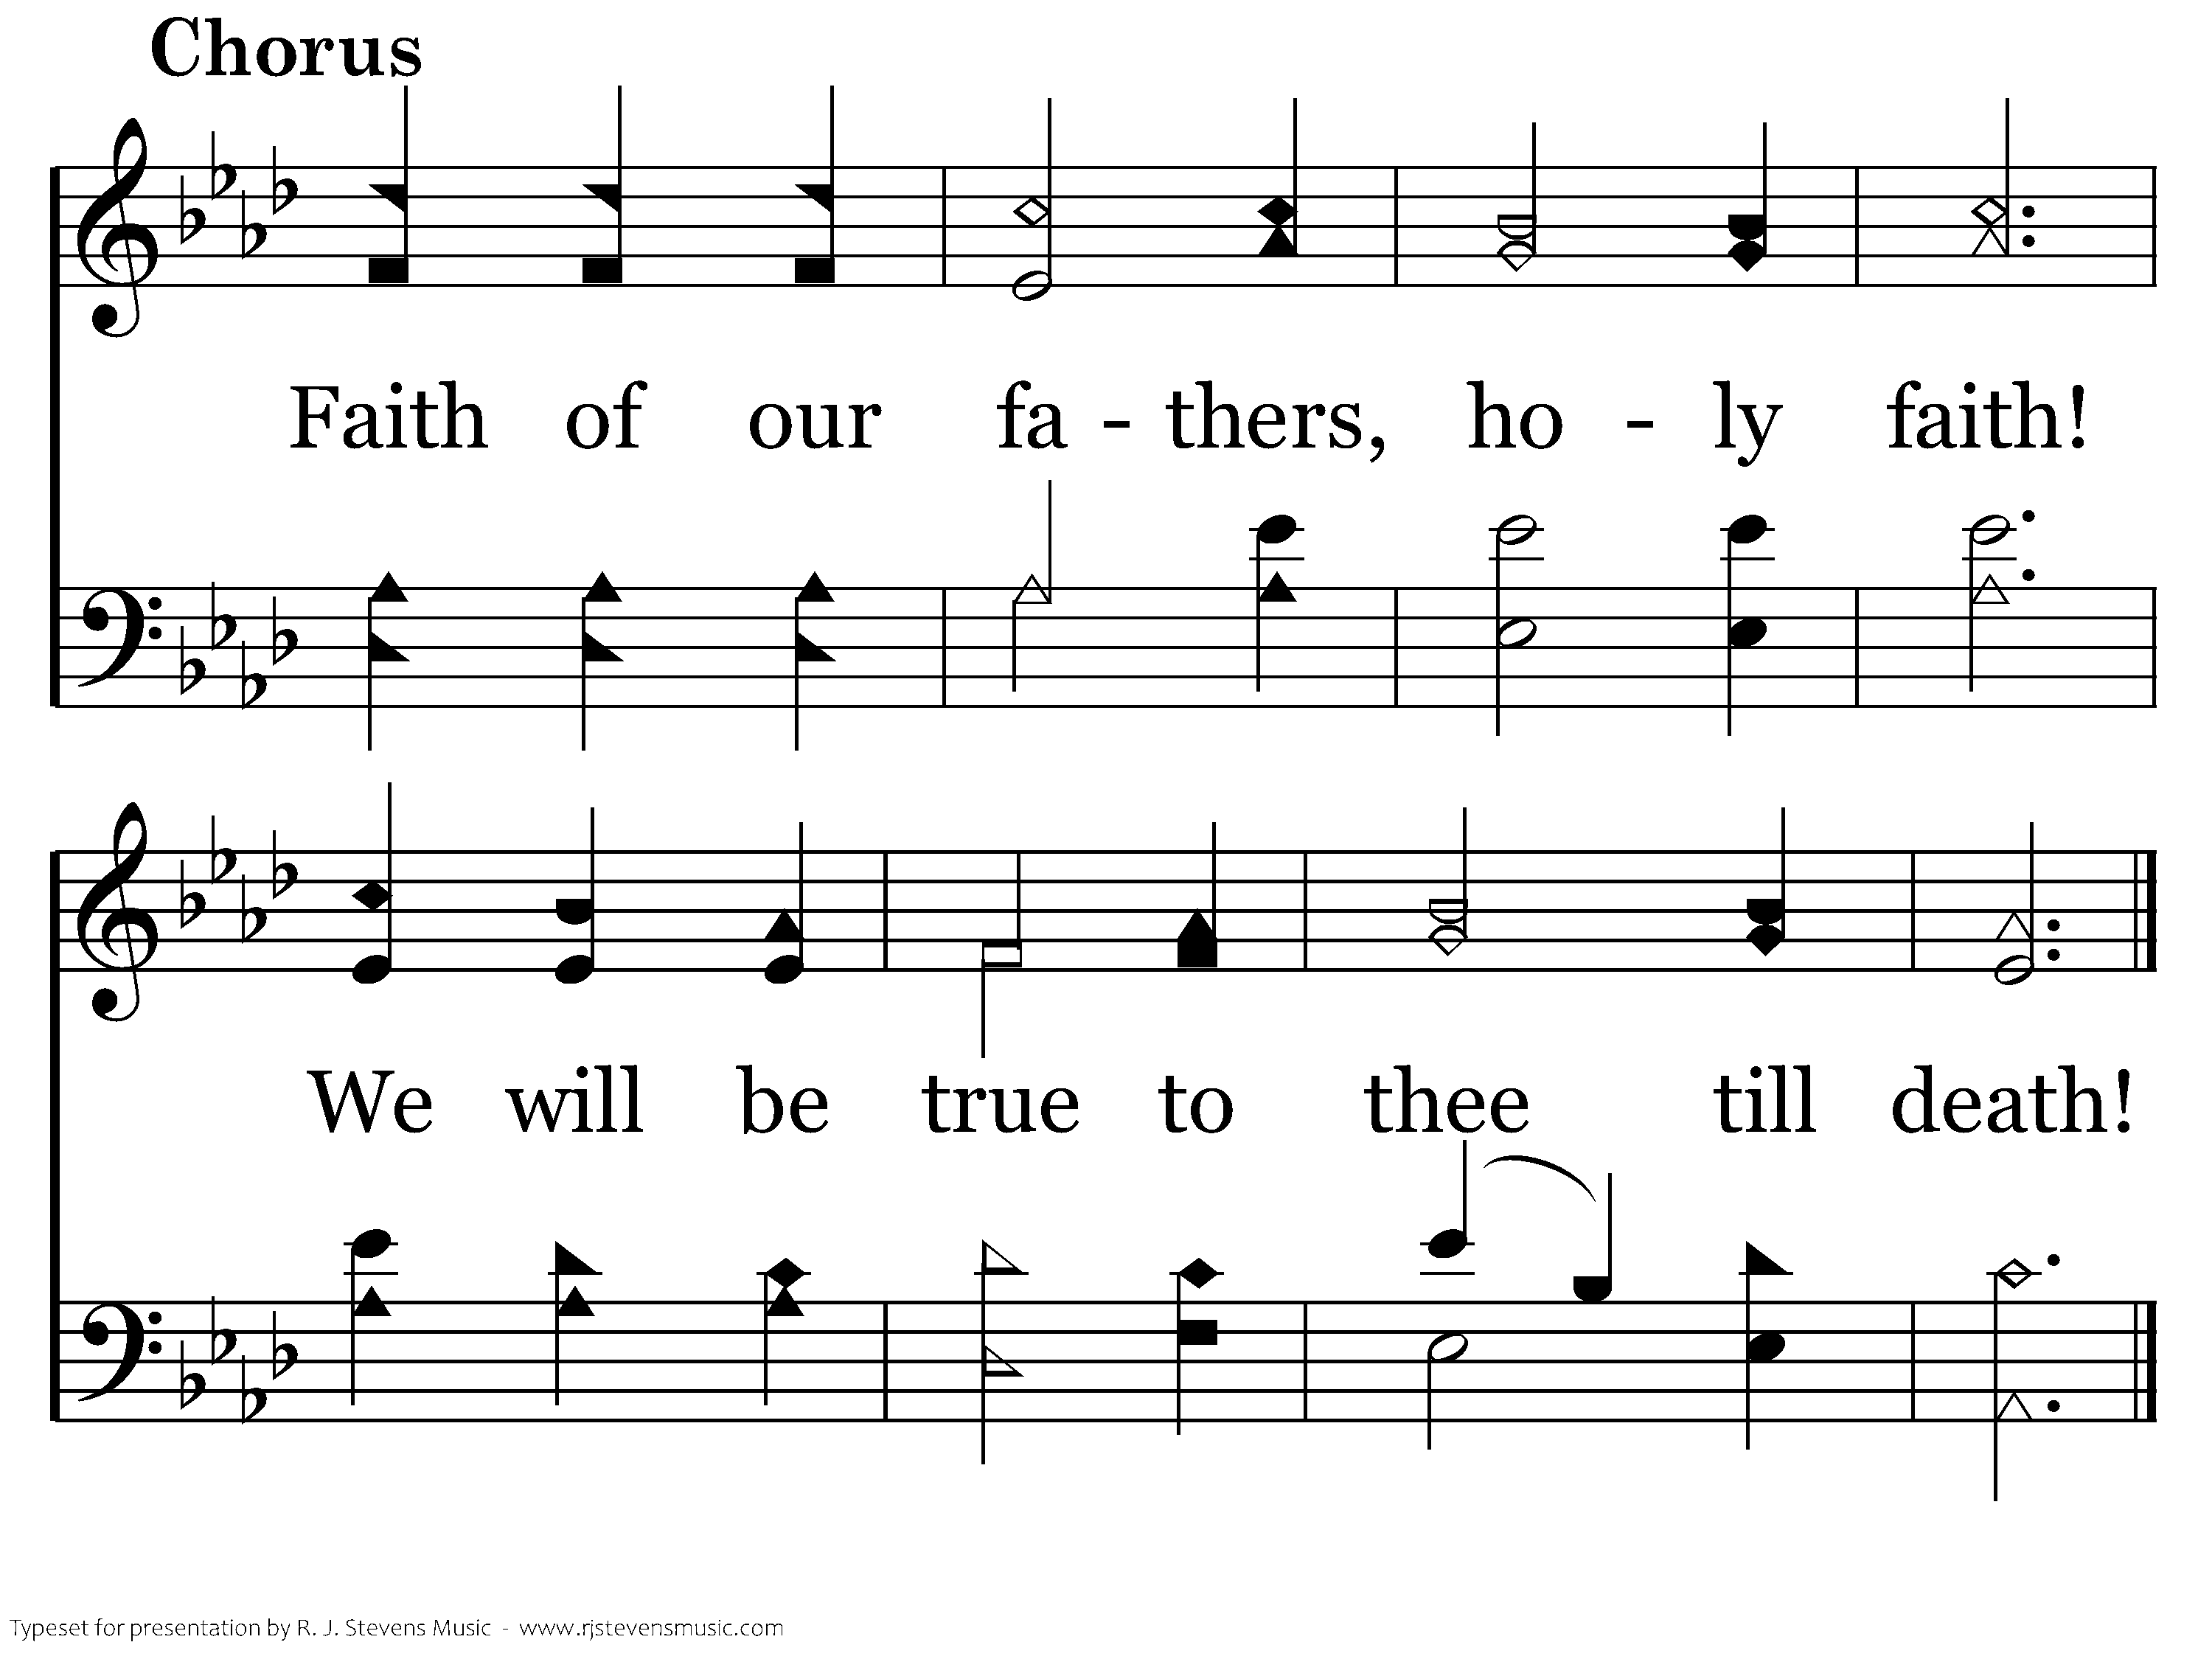 Chorus
Faith of our fa - thers, ho - ly faith!
We will be true to thee till death!
Typeset for presentation by R. J. Stevens Music - www.rjstevensmusic.com